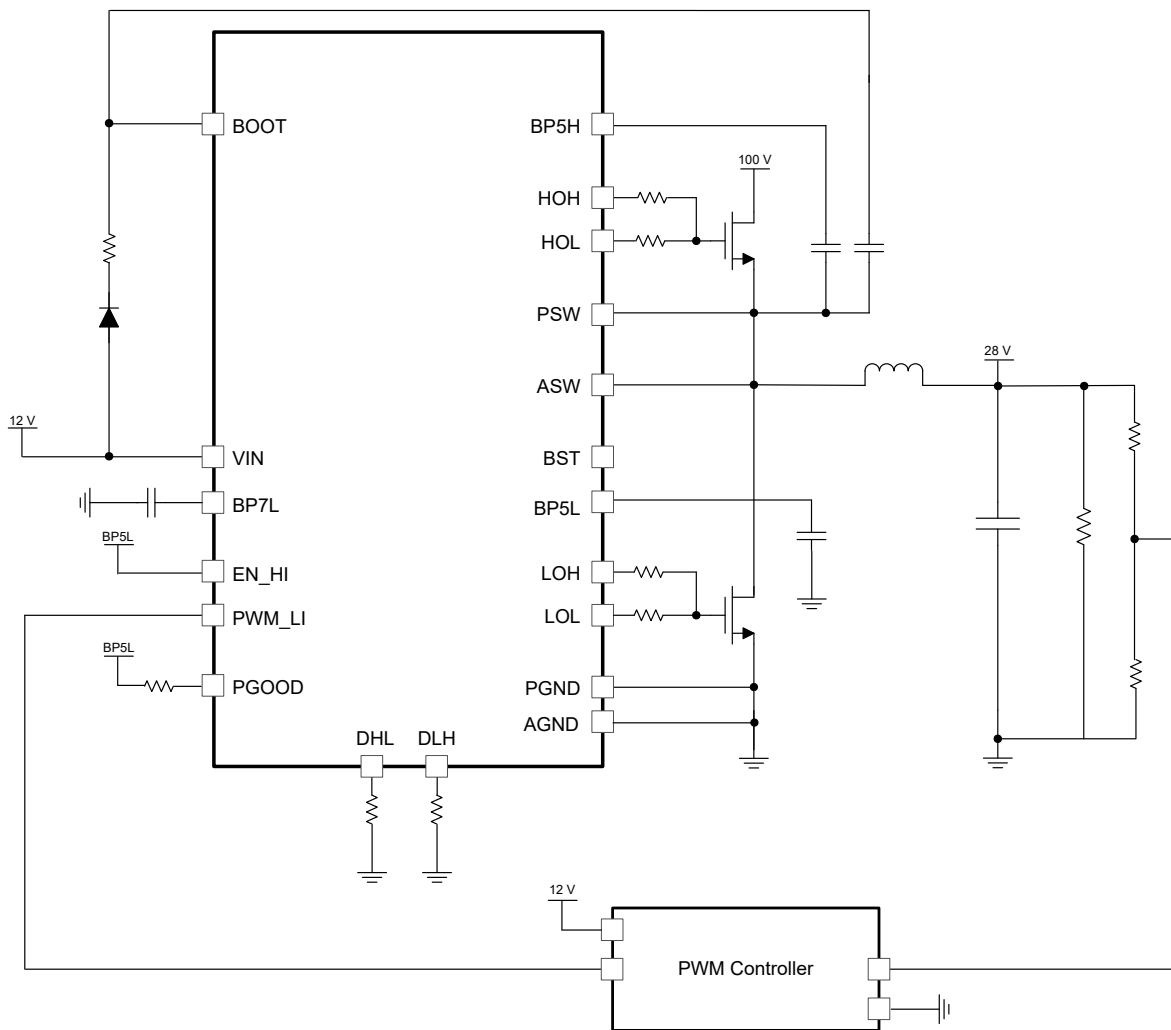 BOOT
BP5H
100 V
HOH
HOL
PSW
ASW
28 V
12 V
VIN
BST
BP7L
BP5L
BP5L
EN_HI
LOH
PWM_LI
LOL
BP5L
PGOOD
PGND
AGND
DHL
DLH
12 V
PWM Controller